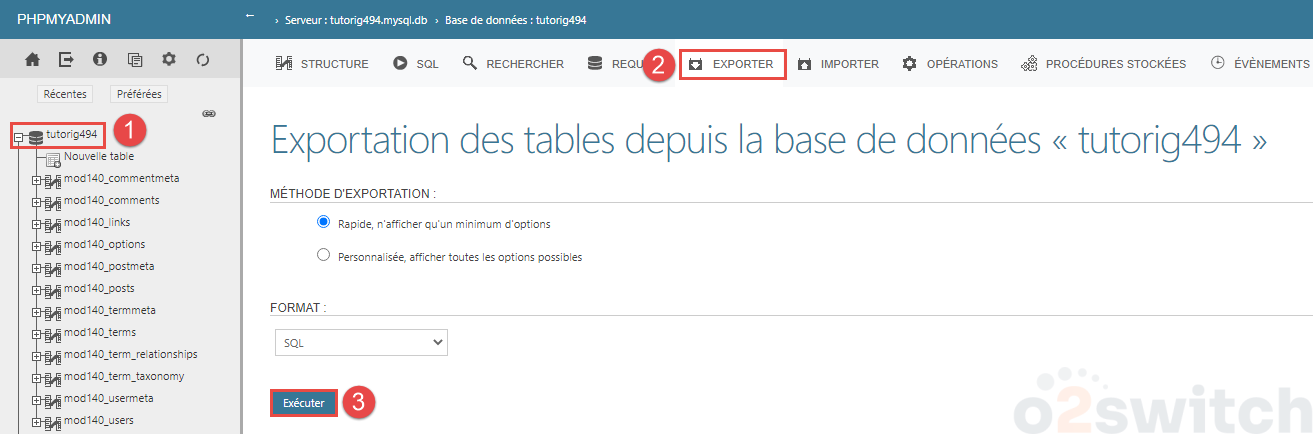 PHPMYADMIN
← › Serveur : tutorig494.mysql.db › Base de données : tutorig494
STRUCTURE SQL RECHERCHER REQU 2 EXPORTER IMPORTER OPÉRATIONS PROCÉDURES STOCKÉES ÉVÈNEMENTS
Récentes Préférées
tutorig494 1
Nouvelle table
mod140_commentmeta
mod140_comments
mod140_links
mod140_options
mod140_postmeta
mod140_posts
mod140_termmeta
mod140_terms
mod140_term_relationships
mod140_term_taxonomy
mod140_usermeta
mod140_users
Exportation des tables depuis la base de données « tutorig494 »
MÉTHODE D'EXPORTATION :
Rapide, n'afficher qu'un minimum d'options
Personnalisée, afficher toutes les options possibles
FORMAT :
SQL
Exécuter 3
o2switch